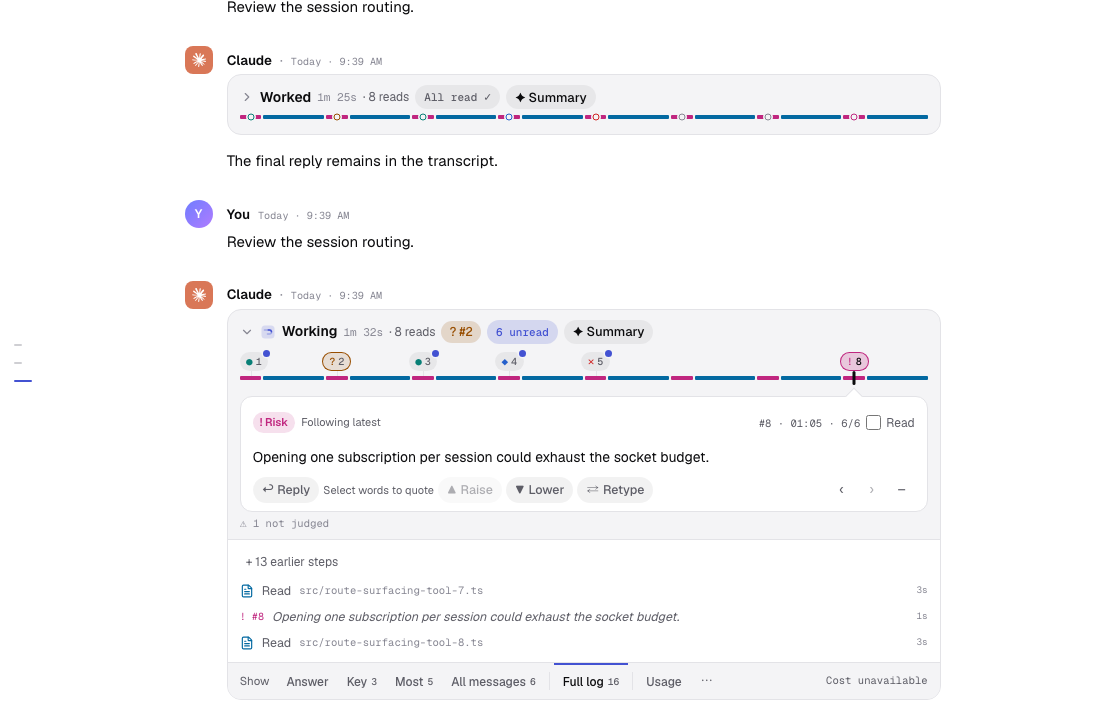 Review the session routing.
Claude · Today · 9:39 AM
Worked 1m 25s · 8 reads All read ✓ ✦ Summary
The final reply remains in the transcript.
Y You Today · 9:39 AM
Review the session routing.
Claude · Today · 9:39 AM
Working 1m 32s · 8 reads ? #2 6 unread ✦ Summary
● 1 ? 2 ● 3 ◆ 4 × 5 ! 8
! Risk Following latest #8 · 01:05 · 6/6 Read
Opening one subscription per session could exhaust the socket budget.
↩ Reply Select words to quote ▲ Raise ▼ Lower ⇄ Retype ‹ › −
⚠ 1 not judged
+ 13 earlier steps
Read src/route-surfacing-tool-7.ts 3s
! #8 Opening one subscription per session could exhaust the socket budget. 1s
Read src/route-surfacing-tool-8.ts 3s
Show Answer Key 3 Most 5 All messages 6 Full log 16 Usage ··· Cost unavailable